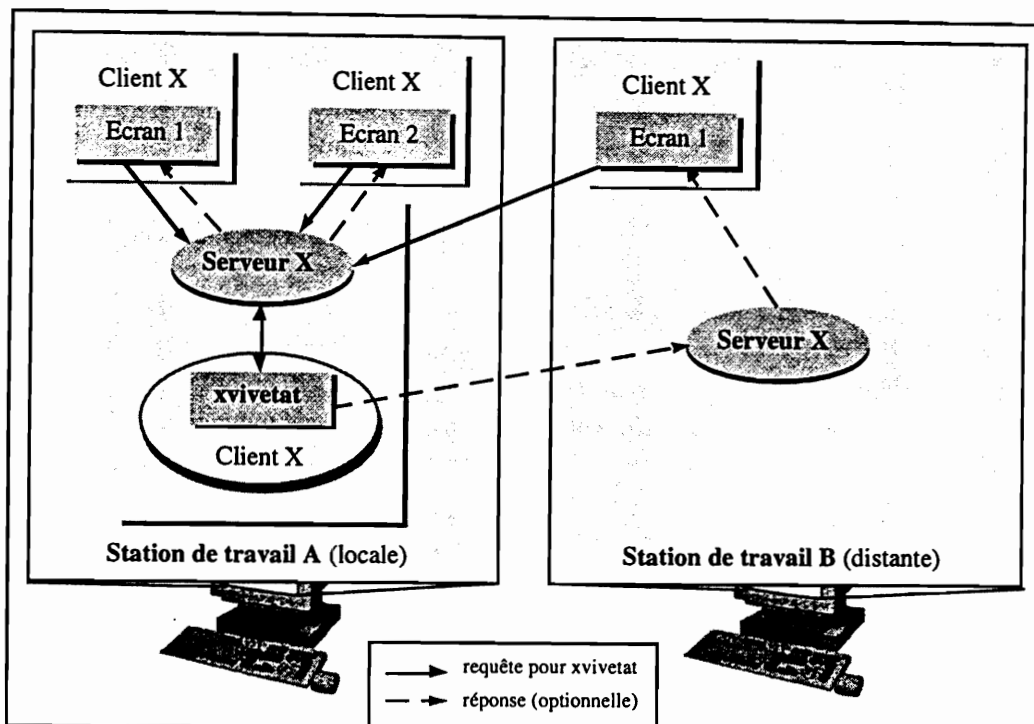 Client X
Ecran 1
Client X
Ecran 2
Serveur X
xvivetat
Client X
Station de travail A (locale)
Client X
Ecran 1
Serveur X
Station de travail B (distante)
requête pour xvivetat
réponse (optionnelle)